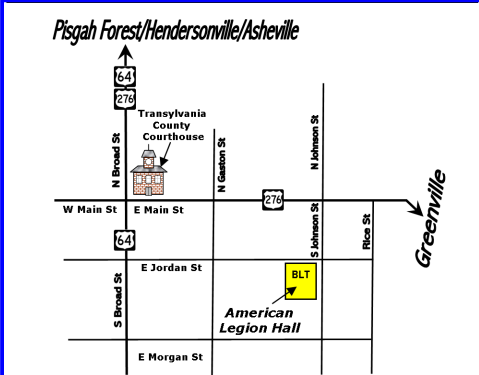 Pisgah Forest/Hendersonville/Asheville
64
276
Transylvania
County
Courthouse
N Broad St
N Gaston St
N Johnson St
W Main St
E Main St
276
Greenville
64
S Johnson St
Rice St
E Jordan St
BLT
S Broad St
American
Legion Hall
E Morgan St